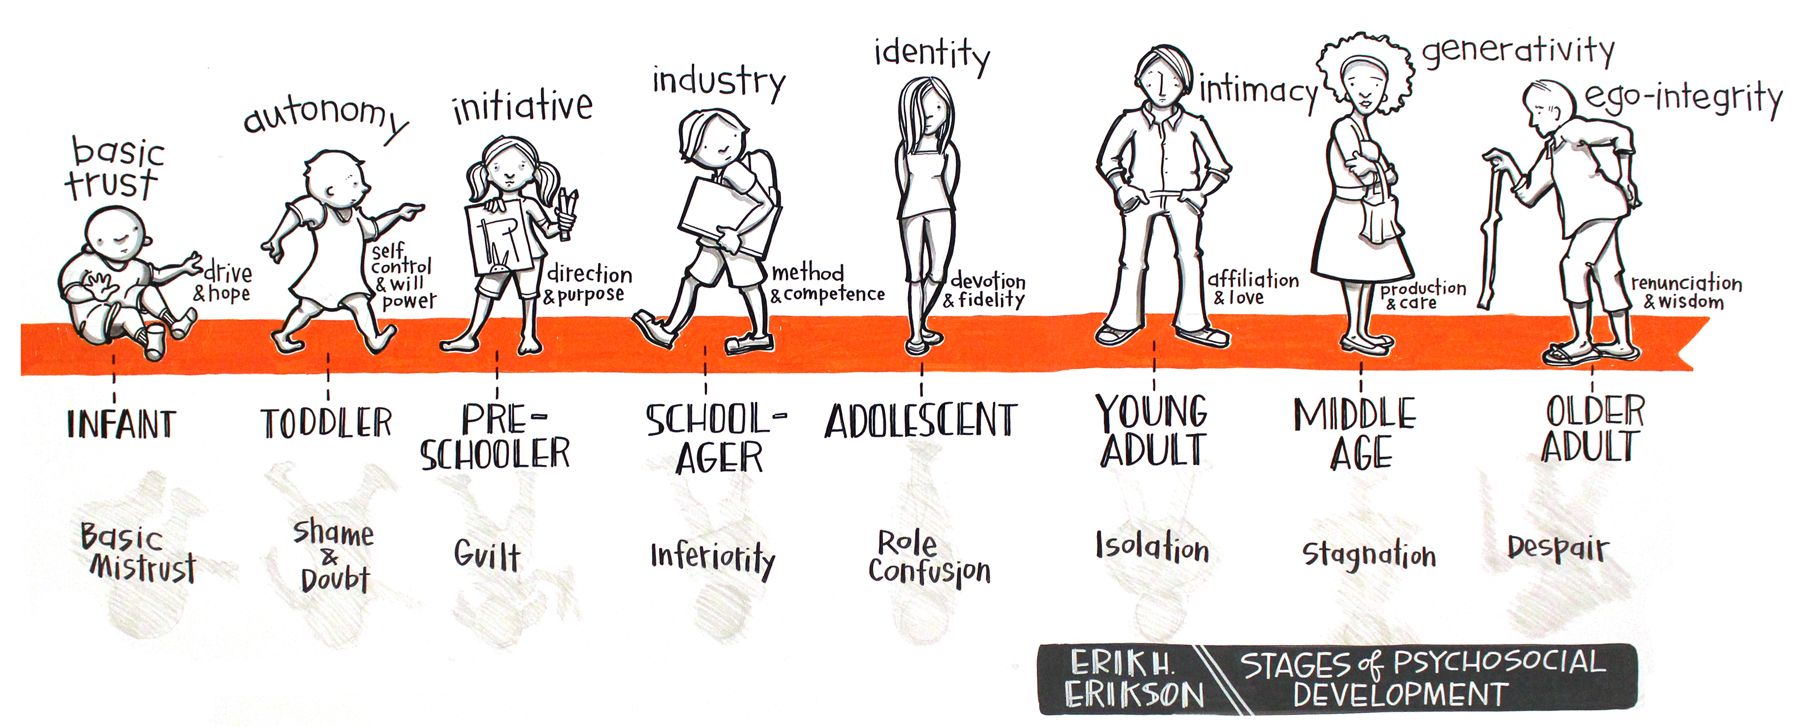 basic
trust
drive
& hope
INFANT
Basic
Mistrust
autonomy
self
control
& will
power
TODDLER
Shame
&
Doubt
initiative
direction
& purpose
PRE-
SCHOOLER
Guilt
industry
method
& competence
SCHOOL-
AGER
Inferiority
identity
devotion
& fidelity
ADOLESCENT
Role
Confusion
intimacy
affiliation
& love
YOUNG
ADULT
Isolation
generativity
production
& care
MIDDLE
AGE
Stagnation
ego-integrity
renunciation
& wisdom
OLDER
ADULT
Despair
ERIK H.
ERIKSON
STAGES of PSYCHOSOCIAL
DEVELOPMENT